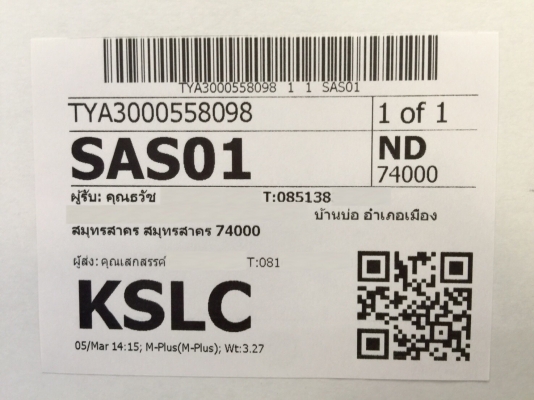 TYA3000558098 1 1 SAS01
TYA3000558098 1 of 1
SAS01 ND
74000
ผู้รับ: คุณธวัช T:085138
บ้านบ่อ อำเภอเมือง
สมุทรสาคร สมุทรสาคร 74000
ผู้ส่ง: คุณเสกสรรค์ T:081
KSLC
05/Mar 14:15; M-Plus(M-Plus); Wt:3.27